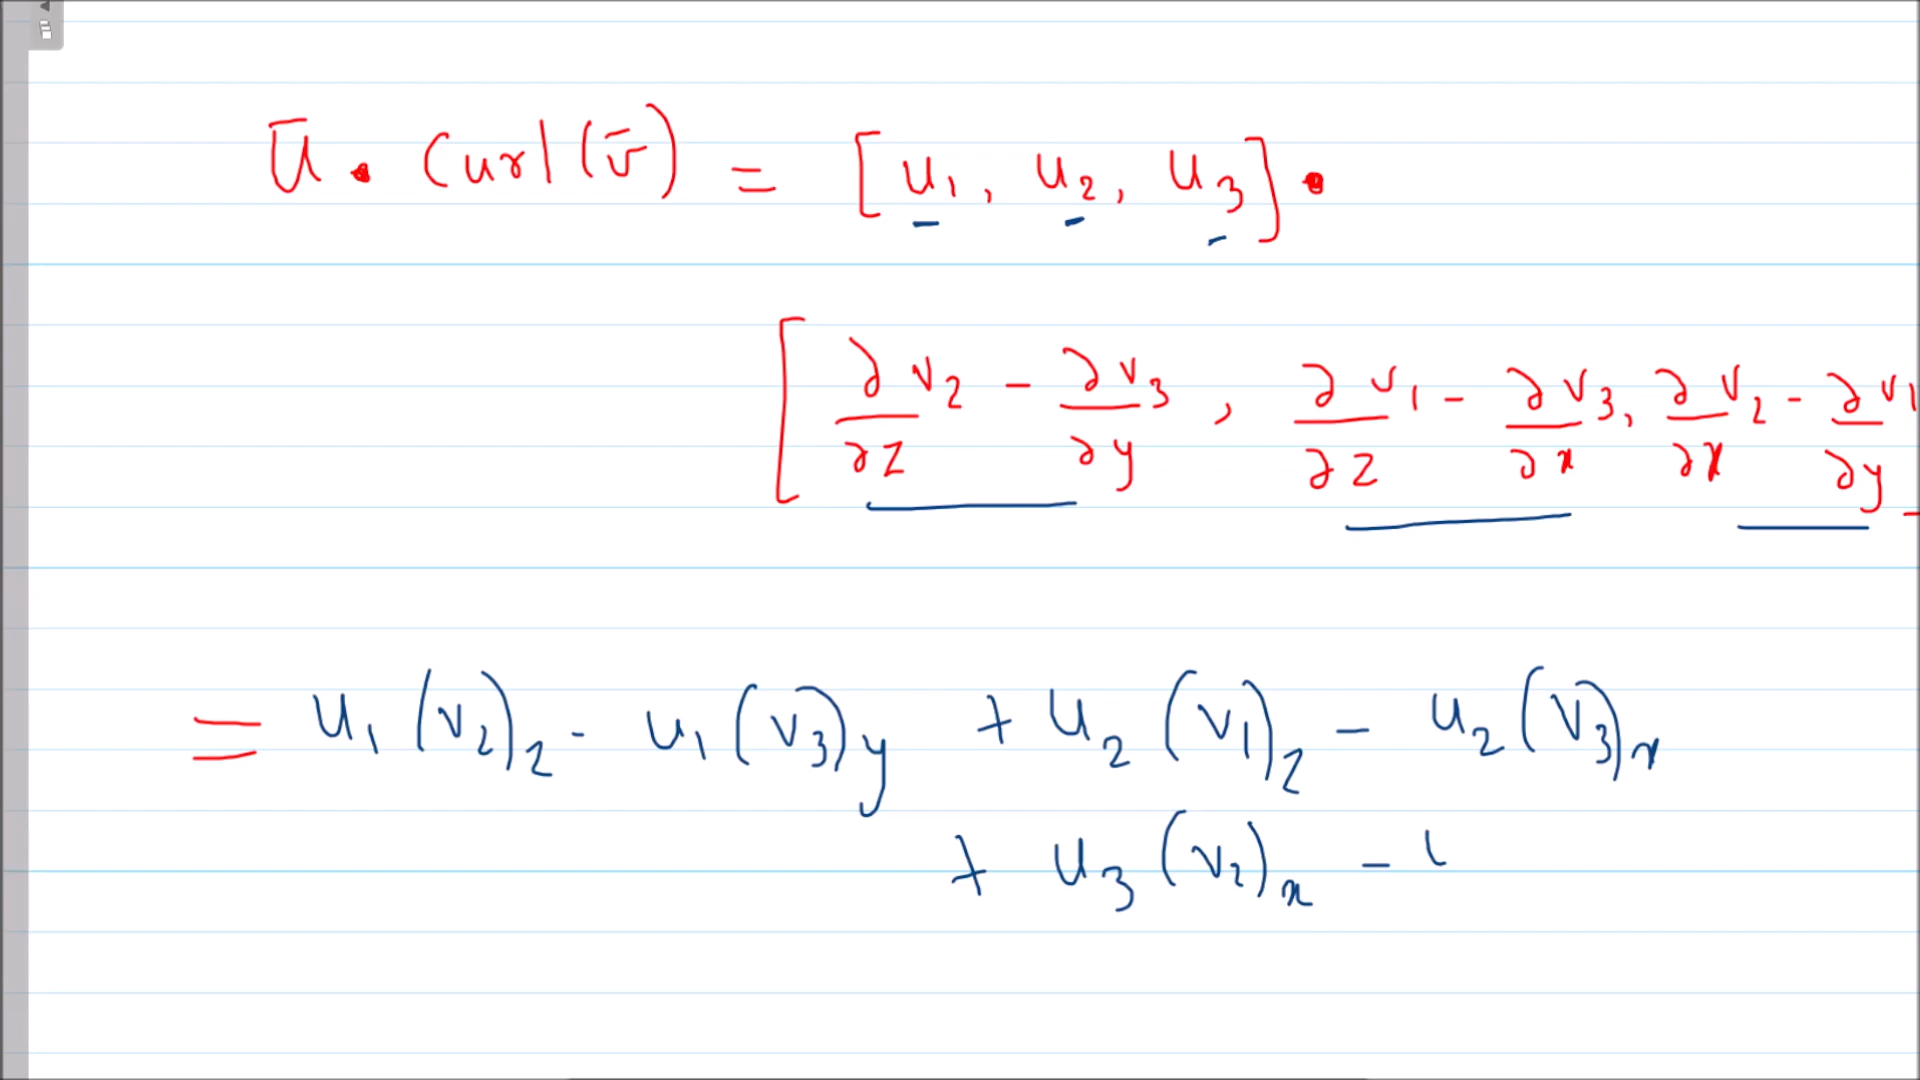 ū • Curl(v̄) = [u₁, u₂, u₃] •
[∂v₂/∂z - ∂v₃/∂y, ∂v₁/∂z - ∂v₃/∂x, ∂v₂/∂x - ∂v₁/∂y
= u₁(v₂)z - u₁(v₃)y + u₂(v₁)z - u₂(v₃)x
+ u₃(v₂)x -